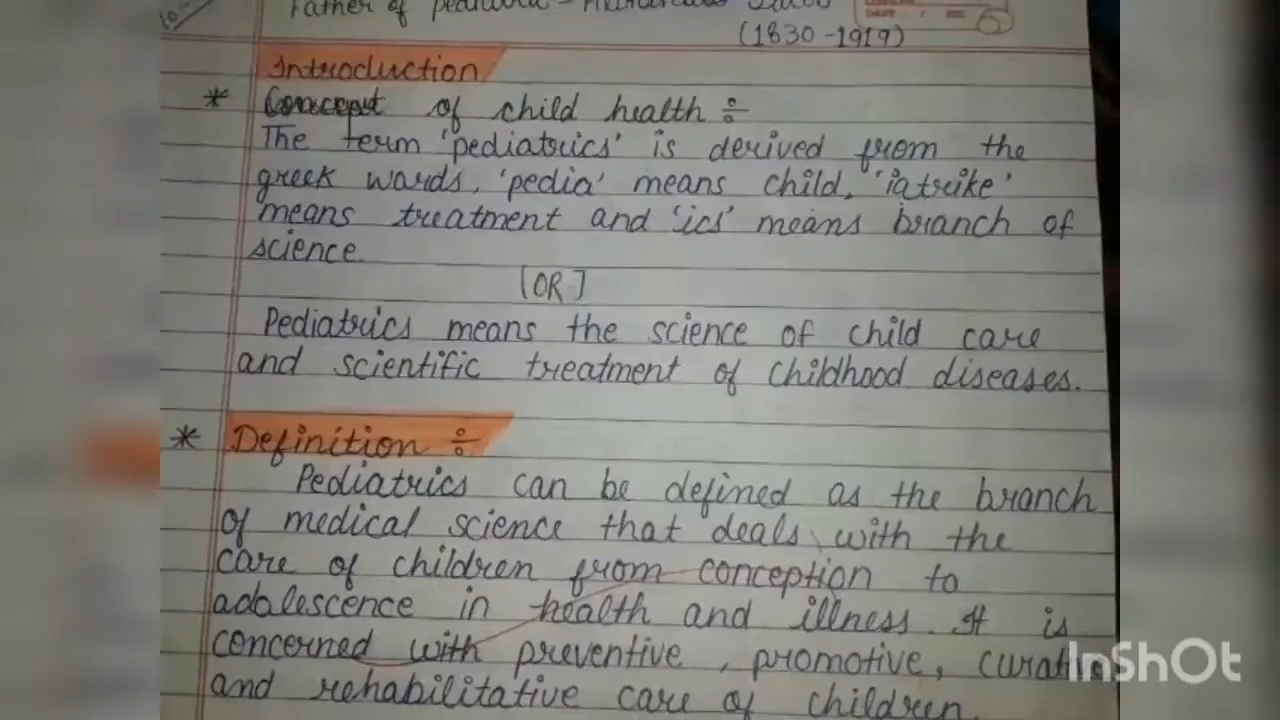 Father of pediatric -
(1830-1919)
Introduction
* Concept of child health ÷
The term 'pediatrics' is derived from the
greek wards, 'pedia' means child, 'iatrike'
means treatment and 'ics' means branch of
science.
[OR]
Pediatrics means the science of child care
and scientific treatment of childhood diseases.
* Definition ÷
Pediatrics can be defined as the branch
of medical science that deals with the
care of children from conception to
adolescence in health and illness. It is
concerned with preventive, promotive, curative
and rehabilitative care of children.
InShOt